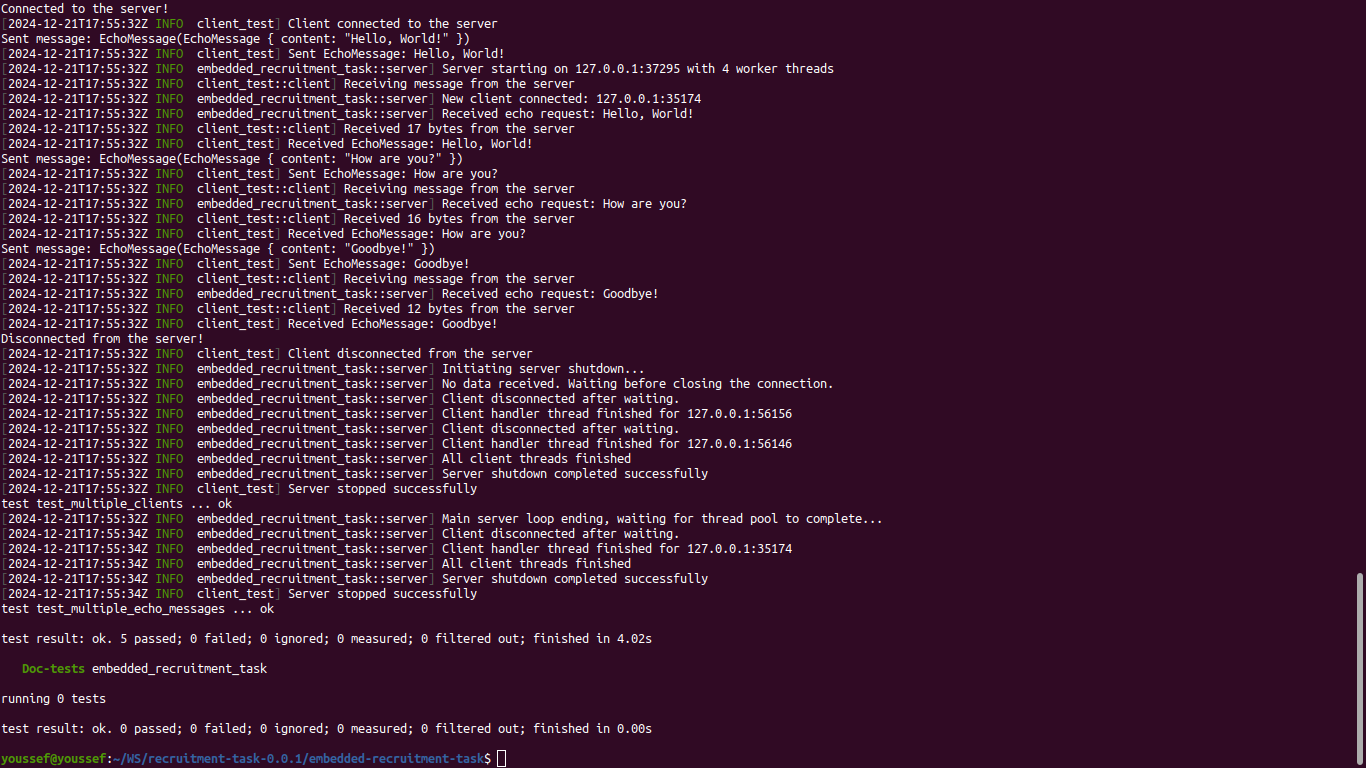 Connected to the server!
[2024-12-21T17:55:32Z INFO  client_test] Client connected to the server
Sent message: EchoMessage(EchoMessage { content: "Hello, World!" })
[2024-12-21T17:55:32Z INFO  client_test] Sent EchoMessage: Hello, World!
[2024-12-21T17:55:32Z INFO  embedded_recruitment_task::server] Server starting on 127.0.0.1:37295 with 4 worker threads
[2024-12-21T17:55:32Z INFO  client_test::client] Receiving message from the server
[2024-12-21T17:55:32Z INFO  embedded_recruitment_task::server] New client connected: 127.0.0.1:35174
[2024-12-21T17:55:32Z INFO  embedded_recruitment_task::server] Received echo request: Hello, World!
[2024-12-21T17:55:32Z INFO  client_test::client] Received 17 bytes from the server
[2024-12-21T17:55:32Z INFO  client_test] Received EchoMessage: Hello, World!
Sent message: EchoMessage(EchoMessage { content: "How are you?" })
[2024-12-21T17:55:32Z INFO  client_test] Sent EchoMessage: How are you?
[2024-12-21T17:55:32Z INFO  client_test::client] Receiving message from the server
[2024-12-21T17:55:32Z INFO  embedded_recruitment_task::server] Received echo request: How are you?
[2024-12-21T17:55:32Z INFO  client_test::client] Received 16 bytes from the server
[2024-12-21T17:55:32Z INFO  client_test] Received EchoMessage: How are you?
Sent message: EchoMessage(EchoMessage { content: "Goodbye!" })
[2024-12-21T17:55:32Z INFO  client_test] Sent EchoMessage: Goodbye!
[2024-12-21T17:55:32Z INFO  client_test::client] Receiving message from the server
[2024-12-21T17:55:32Z INFO  embedded_recruitment_task::server] Received echo request: Goodbye!
[2024-12-21T17:55:32Z INFO  client_test::client] Received 12 bytes from the server
[2024-12-21T17:55:32Z INFO  client_test] Received EchoMessage: Goodbye!
Disconnected from the server!
[2024-12-21T17:55:32Z INFO  client_test] Client disconnected from the server
[2024-12-21T17:55:32Z INFO  embedded_recruitment_task::server] Initiating server shutdown...
[2024-12-21T17:55:32Z INFO  embedded_recruitment_task::server] No data received. Waiting before closing the connection.
[2024-12-21T17:55:32Z INFO  embedded_recruitment_task::server] Client disconnected after waiting.
[2024-12-21T17:55:32Z INFO  embedded_recruitment_task::server] Client handler thread finished for 127.0.0.1:56156
[2024-12-21T17:55:32Z INFO  embedded_recruitment_task::server] Client disconnected after waiting.
[2024-12-21T17:55:32Z INFO  embedded_recruitment_task::server] Client handler thread finished for 127.0.0.1:56146
[2024-12-21T17:55:32Z INFO  embedded_recruitment_task::server] All client threads finished
[2024-12-21T17:55:32Z INFO  embedded_recruitment_task::server] Server shutdown completed successfully
[2024-12-21T17:55:32Z INFO  client_test] Server stopped successfully
test test_multiple_clients ... ok
[2024-12-21T17:55:32Z INFO  embedded_recruitment_task::server] Main server loop ending, waiting for thread pool to complete...
[2024-12-21T17:55:34Z INFO  embedded_recruitment_task::server] Client disconnected after waiting.
[2024-12-21T17:55:34Z INFO  embedded_recruitment_task::server] Client handler thread finished for 127.0.0.1:35174
[2024-12-21T17:55:34Z INFO  embedded_recruitment_task::server] All client threads finished
[2024-12-21T17:55:34Z INFO  embedded_recruitment_task::server] Server shutdown completed successfully
[2024-12-21T17:55:34Z INFO  client_test] Server stopped successfully
test test_multiple_echo_messages ... ok
test result: ok. 5 passed; 0 failed; 0 ignored; 0 measured; 0 filtered out; finished in 4.02s
Doc-tests embedded_recruitment_task
running 0 tests
test result: ok. 0 passed; 0 failed; 0 ignored; 0 measured; 0 filtered out; finished in 0.00s
youssef@youssef:~/WS/recruitment-task-0.0.1/embedded-recruitment-task$